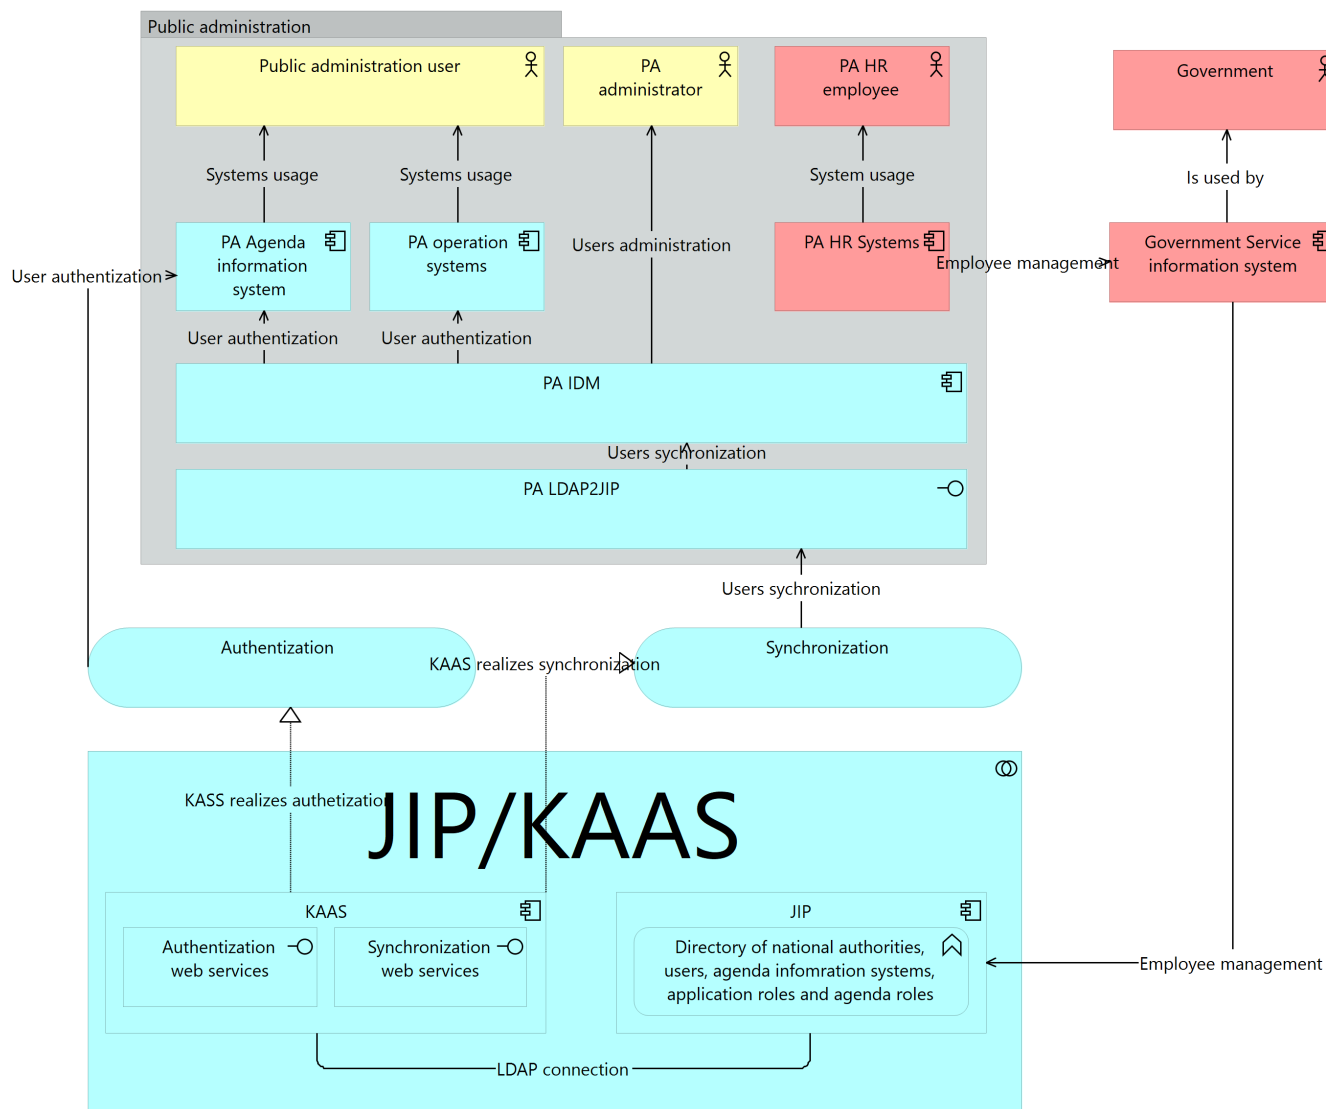 Public administration
Public administration user
PA
administrator
PA HR
employee
Government
Systems usage
Systems usage
System usage
Is used by
PA Agenda
information
system
PA operation
systems
Users administration
PA HR Systems
Employee management
Government Service
information system
User authentization
User authentization
User authentization
PA IDM
Users sychronization
PA LDAP2JIP
Users sychronization
Authentization
KAAS realizes synchronization
Synchronization
KASS realizes authetization
JIP/KAAS
KAAS
Authentization
web services
Synchronization
web services
JIP
Directory of national authorities,
users, agenda infomration systems,
application roles and agenda roles
Employee management
LDAP connection